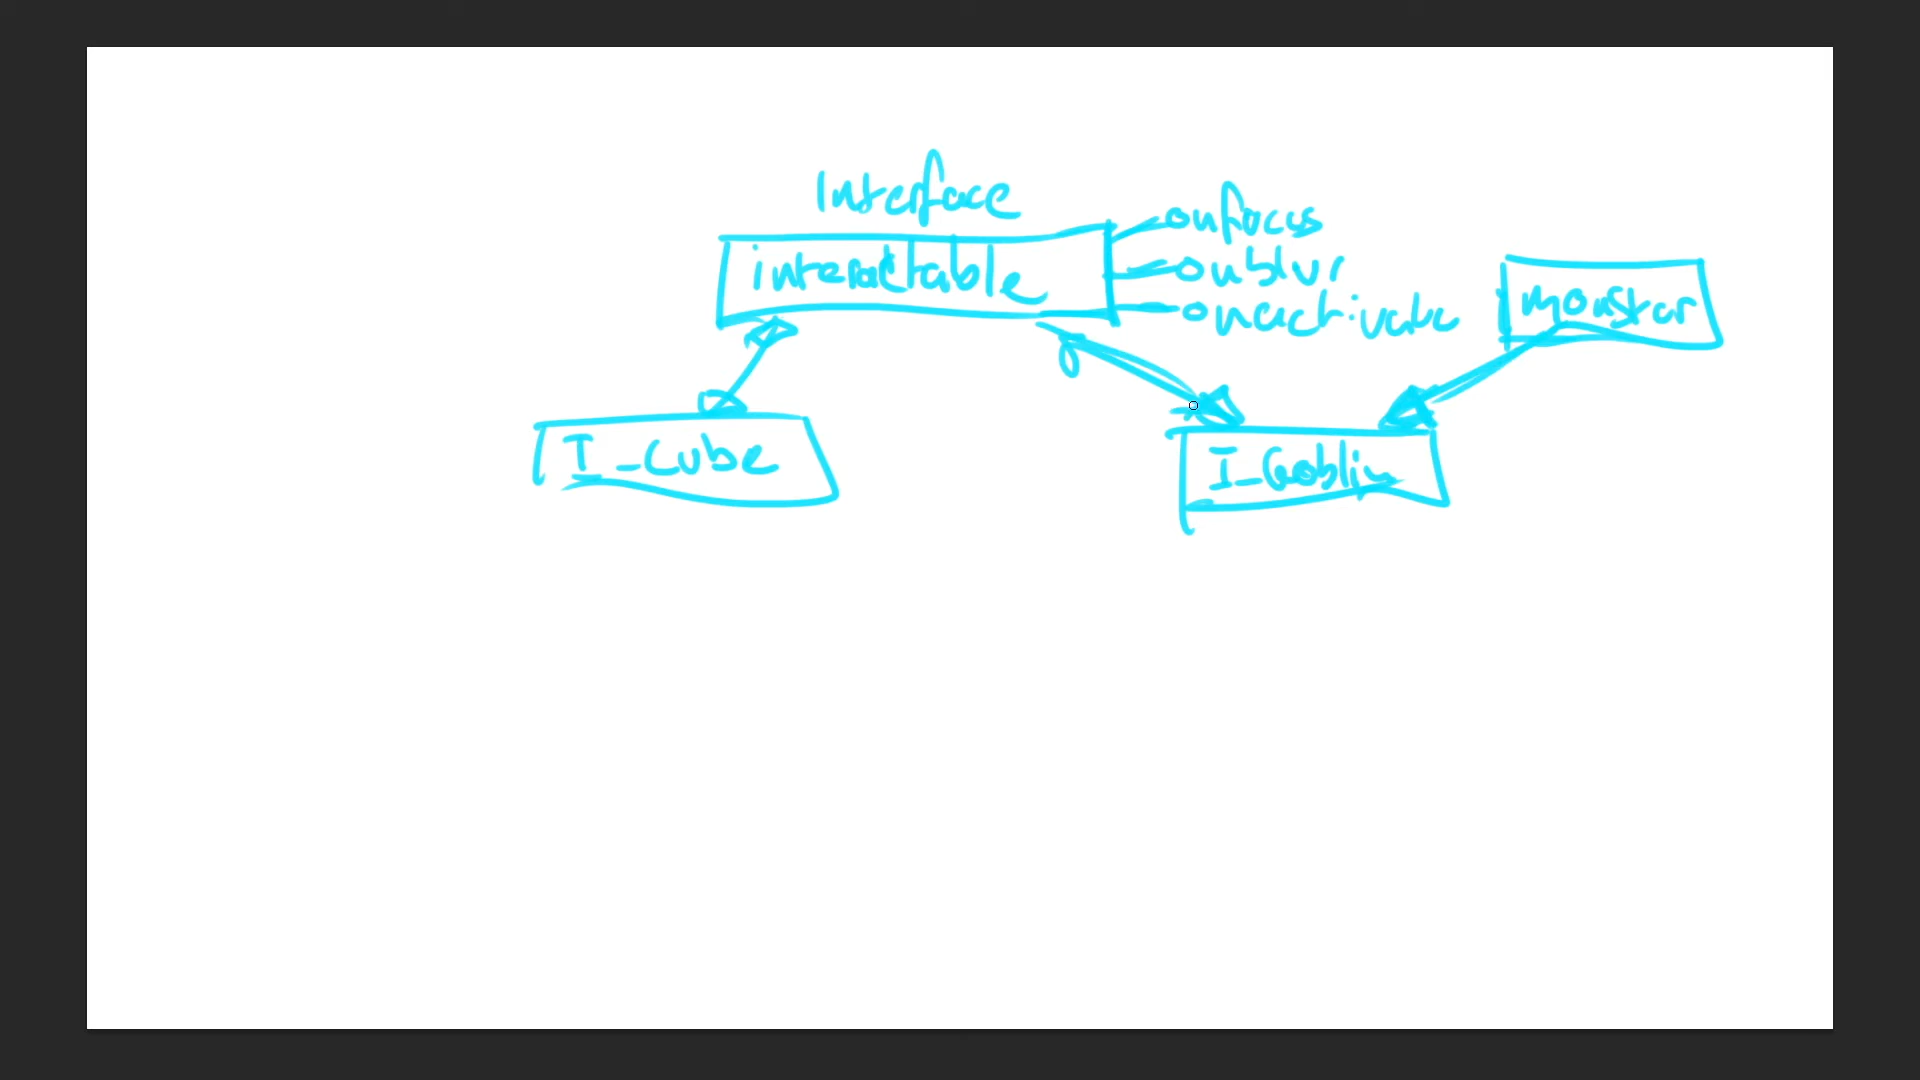 Interface
interactable
onfocus
onblur
onactivate
monster
I_Cube
I_Goblin